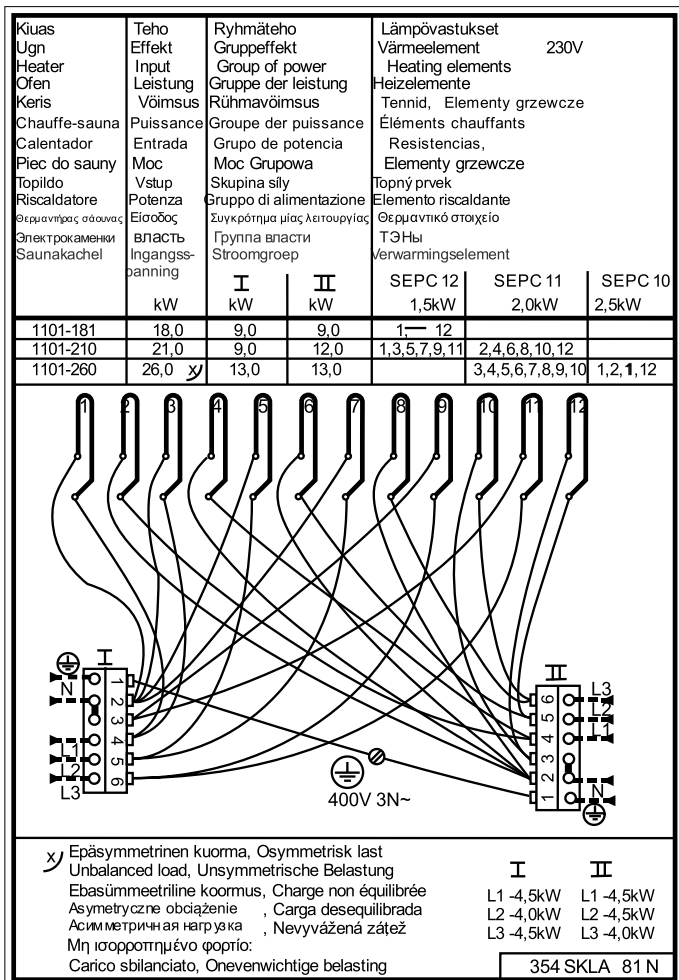 Kiuas Teho Ryhmäteho Lämpövastukset
Ugn Effekt Gruppeffekt Värmeelement 230V
Heater Input Group of power Heating elements
Ofen Leistung Gruppe der leistung Heizelemente
Keris Vöimsus Rühmavöimsus Tennid, Elementy grzewcze
Chauffe-sauna Puissance Groupe der puissance Éléments chauffants
Calentador Entrada Grupo de potencia Resistencias,
Piec do sauny Moc Moc Grupowa Elementy grzewcze
Topildo Vstup Skupina síly Topný prvek
Riscaldatore Potenza Gruppo di alimentazione Elemento riscaldante
Θερμαντήρας σάουνας Είσοδος Συγκρότημα μίας λειτουργίας Θερμαντικό στοιχείο
Электрокаменки власть Группа власти ТЭНы
Saunakachel Ingangss- Stroomgroep Verwarmingselement
panning
I II SEPC 12 SEPC 11 SEPC 10
kW kW kW 1,5kW 2,0kW 2,5kW
1101-181 18,0 9,0 9,0 1,— 12
1101-210 21,0 9,0 12,0 1,3,5,7,9,11 2,4,6,8,10,12
1101-260 26,0 x) 13,0 13,0 3,4,5,6,7,8,9,10 1,2,11,12
1 2 3 4 5 6 7 8 9 10 11 12
I II
N L1 L2 L3
1 2 3 4 5 6
6 5 4 3 2 1
L3 L2 L1 N
400V 3N~
x) Epäsymmetrinen kuorma, Osymmetrisk last
Unbalanced load, Unsymmetrische Belastung
Ebasümmeetriline koormus, Charge non équilibrée
Asymetryczne obciążenie , Carga desequilibrada
Асимметричная нагрузка , Nevyvážená zátęž
Μη ισορροπημένο φορτίο:
Carico sbilanciato, Onevenwichtige belasting
I II
L1 -4,5kW L1 -4,5kW
L2 -4,0kW L2 -4,5kW
L3 -4,5kW L3 -4,0kW
354 SKLA 81 N